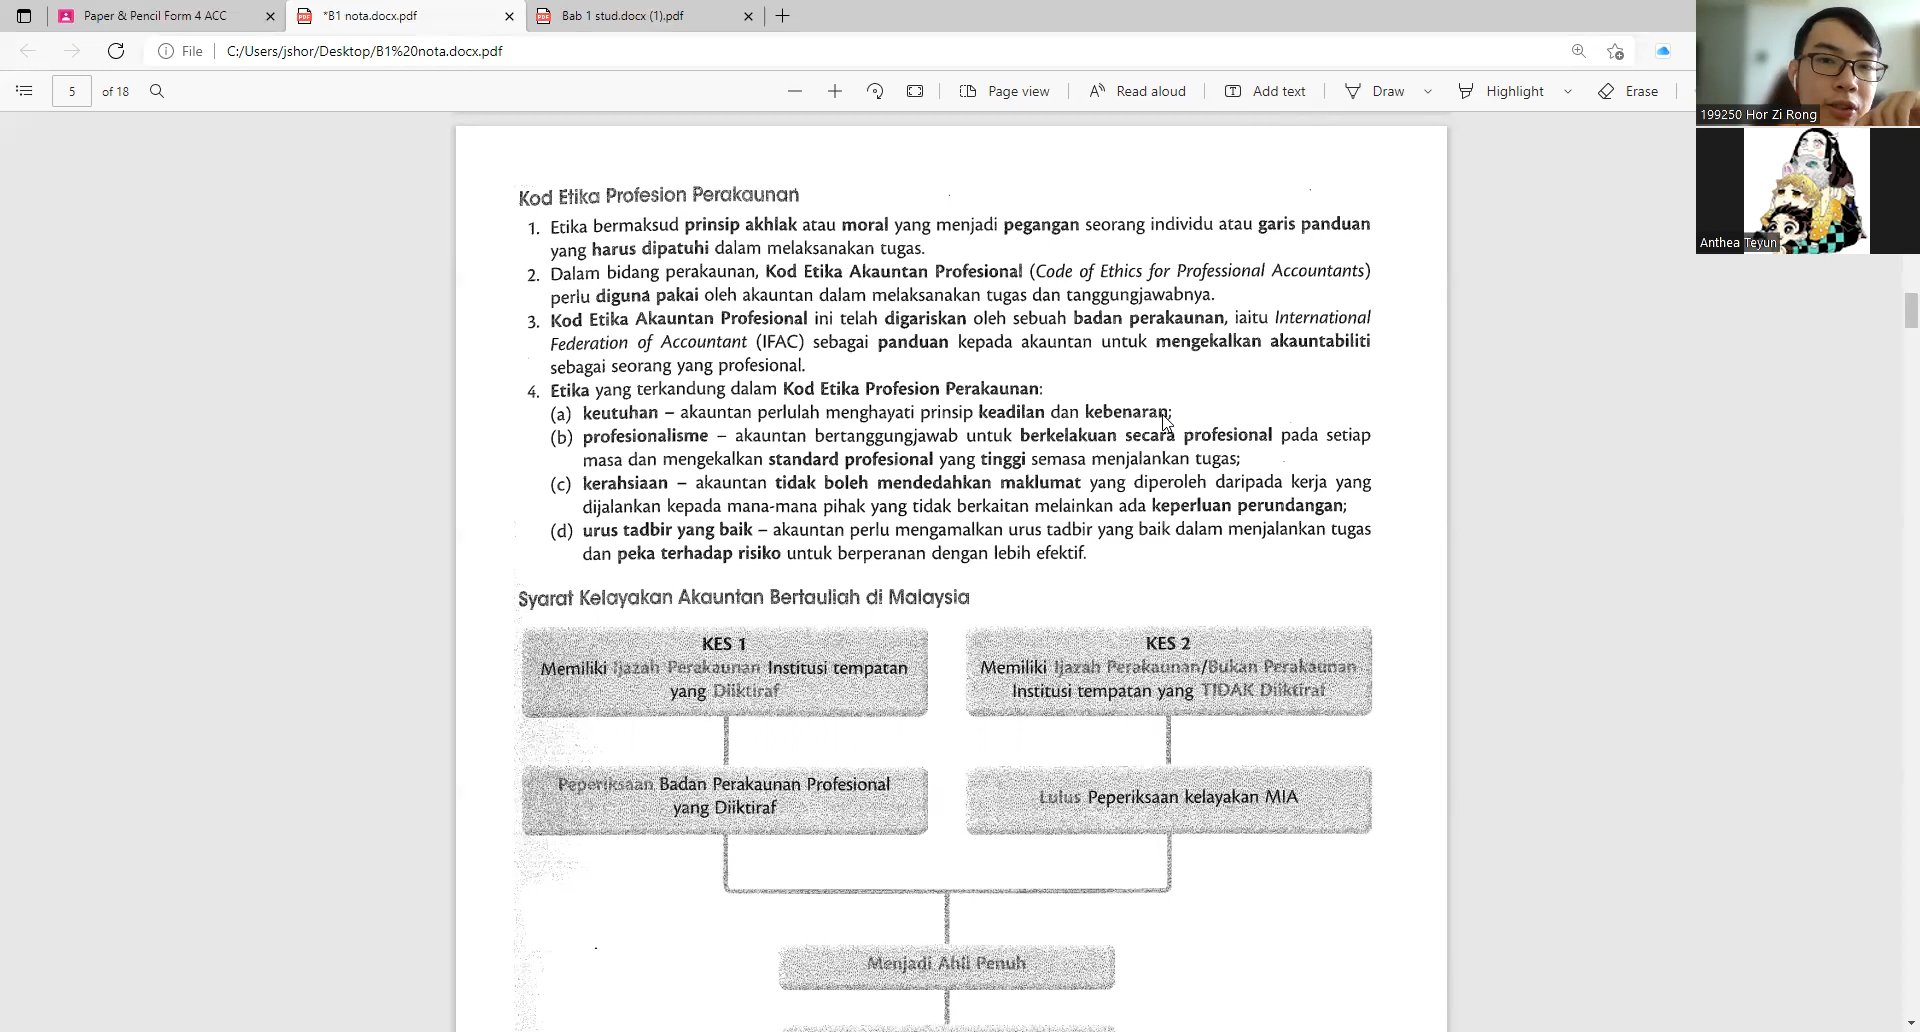 Paper & Pencil Form 4 ACC
*B1 nota.docx.pdf
Bab 1 stud.docx (1).pdf
File
C:/Users/jshor/Desktop/B1%20nota.docx.pdf
5
of 18
Page view
Read aloud
Add text
Draw
Highlight
Erase
199250 Hor Zi Rong
Anthea Teyun
Kod Etika Profesion Perakaunan
1. Etika bermaksud prinsip akhlak atau moral yang menjadi pegangan seorang individu atau garis panduan
yang harus dipatuhi dalam melaksanakan tugas.
2. Dalam bidang perakaunan, Kod Etika Akauntan Profesional (Code of Ethics for Professional Accountants)
perlu diguna pakai oleh akauntan dalam melaksanakan tugas dan tanggungjawabnya.
3. Kod Etika Akauntan Profesional ini telah digariskan oleh sebuah badan perakaunan, iaitu International
Federation of Accountant (IFAC) sebagai panduan kepada akauntan untuk mengekalkan akauntabiliti
sebagai seorang yang profesional.
4. Etika yang terkandung dalam Kod Etika Profesion Perakaunan:
(a) keutuhan – akauntan perlulah menghayati prinsip keadilan dan kebenaran;
(b) profesionalisme – akauntan bertanggungjawab untuk berkelakuan secara profesional pada setiap
masa dan mengekalkan standard profesional yang tinggi semasa menjalankan tugas;
(c) kerahsiaan – akauntan tidak boleh mendedahkan maklumat yang diperoleh daripada kerja yang
dijalankan kepada mana-mana pihak yang tidak berkaitan melainkan ada keperluan perundangan;
(d) urus tadbir yang baik – akauntan perlu mengamalkan urus tadbir yang baik dalam menjalankan tugas
dan peka terhadap risiko untuk berperanan dengan lebih efektif.
Syarat Kelayakan Akauntan Bertauliah di Malaysia
KES 1
Memiliki Ijazah Perakaunan Institusi tempatan
yang Diiktiraf
KES 2
Memiliki Ijazah Perakaunan/Bukan Perakaunan
Institusi tempatan yang TIDAK Diiktiraf
Peperiksaan Badan Perakaunan Profesional
yang Diiktiraf
Lulus Peperiksaan kelayakan MIA
Menjadi Ahli Penuh